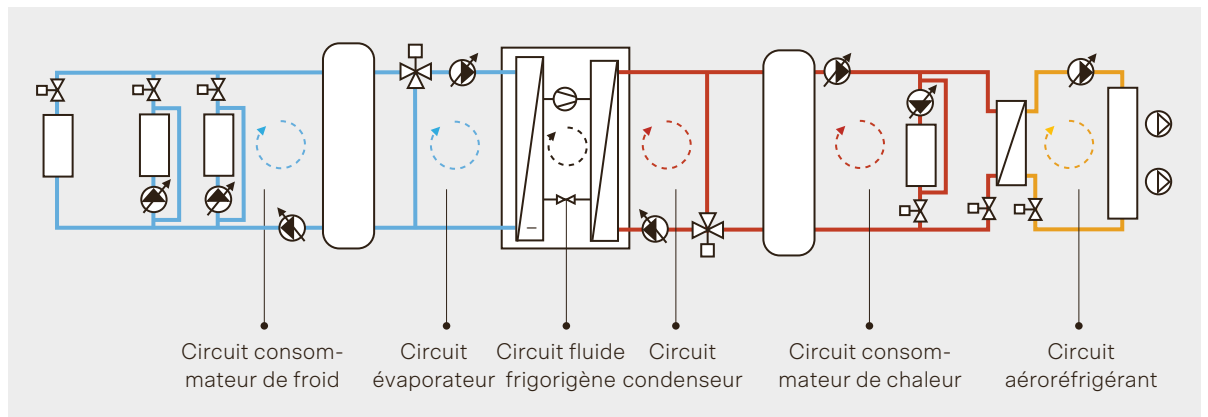 Circuit consom-
mateur de froid
Circuit
évaporateur
Circuit fluide
frigorigène
Circuit
condenseur
Circuit consom-
mateur de chaleur
Circuit
aéroréfrigérant